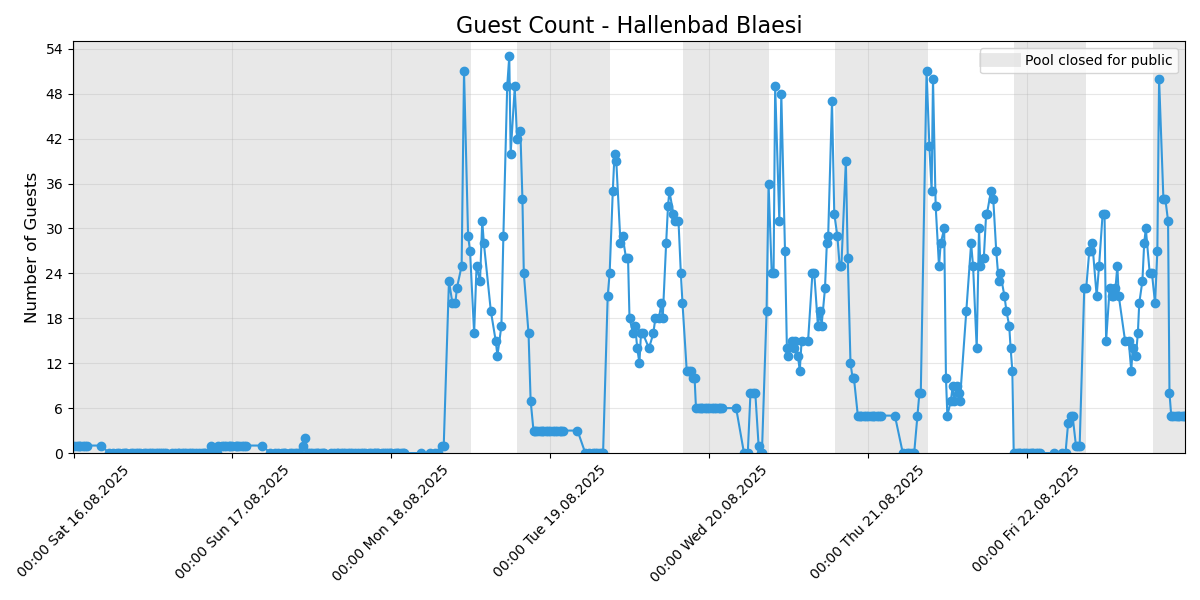 Guest Count - Hallenbad Blaesi
Pool closed for public
Number of Guests
54
48
42
36
30
24
18
12
6
0
00:00 Sat 16.08.2025
00:00 Sun 17.08.2025
00:00 Mon 18.08.2025
00:00 Tue 19.08.2025
00:00 Wed 20.08.2025
00:00 Thu 21.08.2025
00:00 Fri 22.08.2025